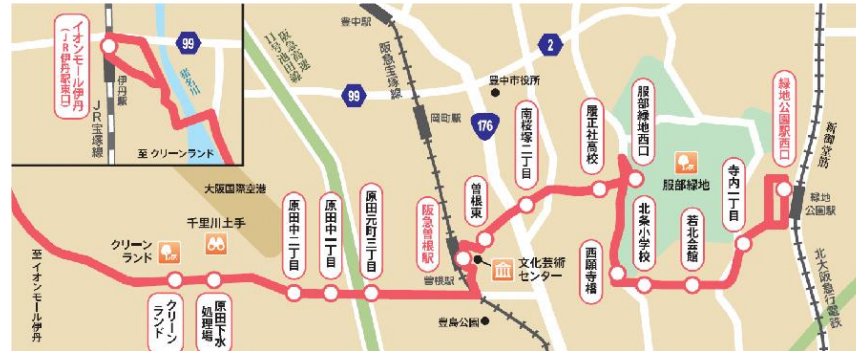 イオンモール伊丹
(JR伊丹駅東口)
99
猪名川
伊丹駅
JR宝塚線
至 クリーンランド
阪高速
11号池田線
豊中駅
阪急宝塚線
2
99
豊中市役所
岡町駅
176
南桜塚二丁目
履正社高校
服部緑地西口
緑地公園駅西口
新御堂筋
服部緑地
寺内一丁目
緑地
公園駅
大阪国際空港
千里川土手
クリーン
ランド
原田中二丁目
原田中一丁目
原田元町三丁目
阪急曽根駅
曽根東
文化芸術
センター
曽根駅
西願寺橋
北条小学校
若北会館
北大阪急行電鉄
至 イオンモール伊丹
クリーン
ランド
原田下水
処理場
豊島公園